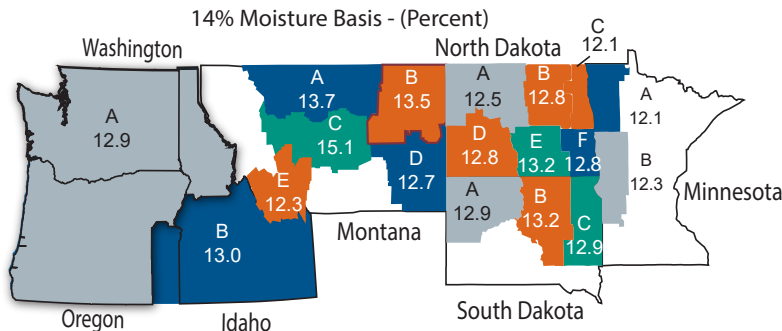 14% Moisture Basis - (Percent)
Washington
North Dakota
C
12.1
A
12.9
A
13.7
B
13.5
A
12.5
B
12.8
A
12.1
C
15.1
D
12.8
E
13.2
F
12.8
D
12.7
B
12.3
E
12.3
A
12.9
B
13.2
C
12.9
Minnesota
B
13.0
Montana
South Dakota
Oregon
Idaho